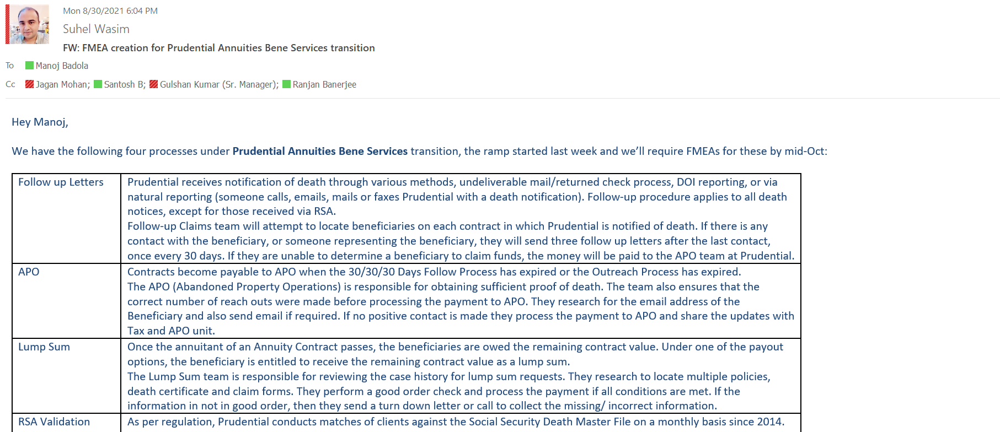 Mon 8/30/2021 6:04 PM
Suhel Wasim
FW: FMEA creation for Prudential Annuities Bene Services transition
To Manoj Badola
Cc Jagan Mohan; Santosh B; Gulshan Kumar (Sr. Manager); Ranjan Banerjee
Hey Manoj,
We have the following four processes under Prudential Annuities Bene Services transition, the ramp started last week and we’ll require FMEAs for these by mid-Oct:
Follow up Letters
Prudential receives notification of death through various methods, undeliverable mail/returned check process, DOI reporting, or via
natural reporting (someone calls, emails, mails or faxes Prudential with a death notification). Follow-up procedure applies to all death
notices, except for those received via RSA.
Follow-up Claims team will attempt to locate beneficiaries on each contract in which Prudential is notified of death. If there is any
contact with the beneficiary, or someone representing the beneficiary, they will send three follow up letters after the last contact,
once every 30 days. If they are unable to determine a beneficiary to claim funds, the money will be paid to the APO team at Prudential.
APO
Contracts become payable to APO when the 30/30/30 Days Follow Process has expired or the Outreach Process has expired.
The APO (Abandoned Property Operations) is responsible for obtaining sufficient proof of death. The team also ensures that the
correct number of reach outs were made before processing the payment to APO. They research for the email address of the
Beneficiary and also send email if required. If no positive contact is made they process the payment to APO and share the updates with
Tax and APO unit.
Lump Sum
Once the annuitant of an Annuity Contract passes, the beneficiaries are owed the remaining contract value. Under one of the payout
options, the beneficiary is entitled to receive the remaining contract value as a lump sum.
The Lump Sum team is responsible for reviewing the case history for lump sum requests. They research to locate multiple policies,
death certificate and claim forms. They perform a good order check and process the payment if all conditions are met. If the
information in not in good order, then they send a turn down letter or call to collect the missing/ incorrect information.
RSA Validation
As per regulation, Prudential conducts matches of clients against the Social Security Death Master File on a monthly basis since 2014.